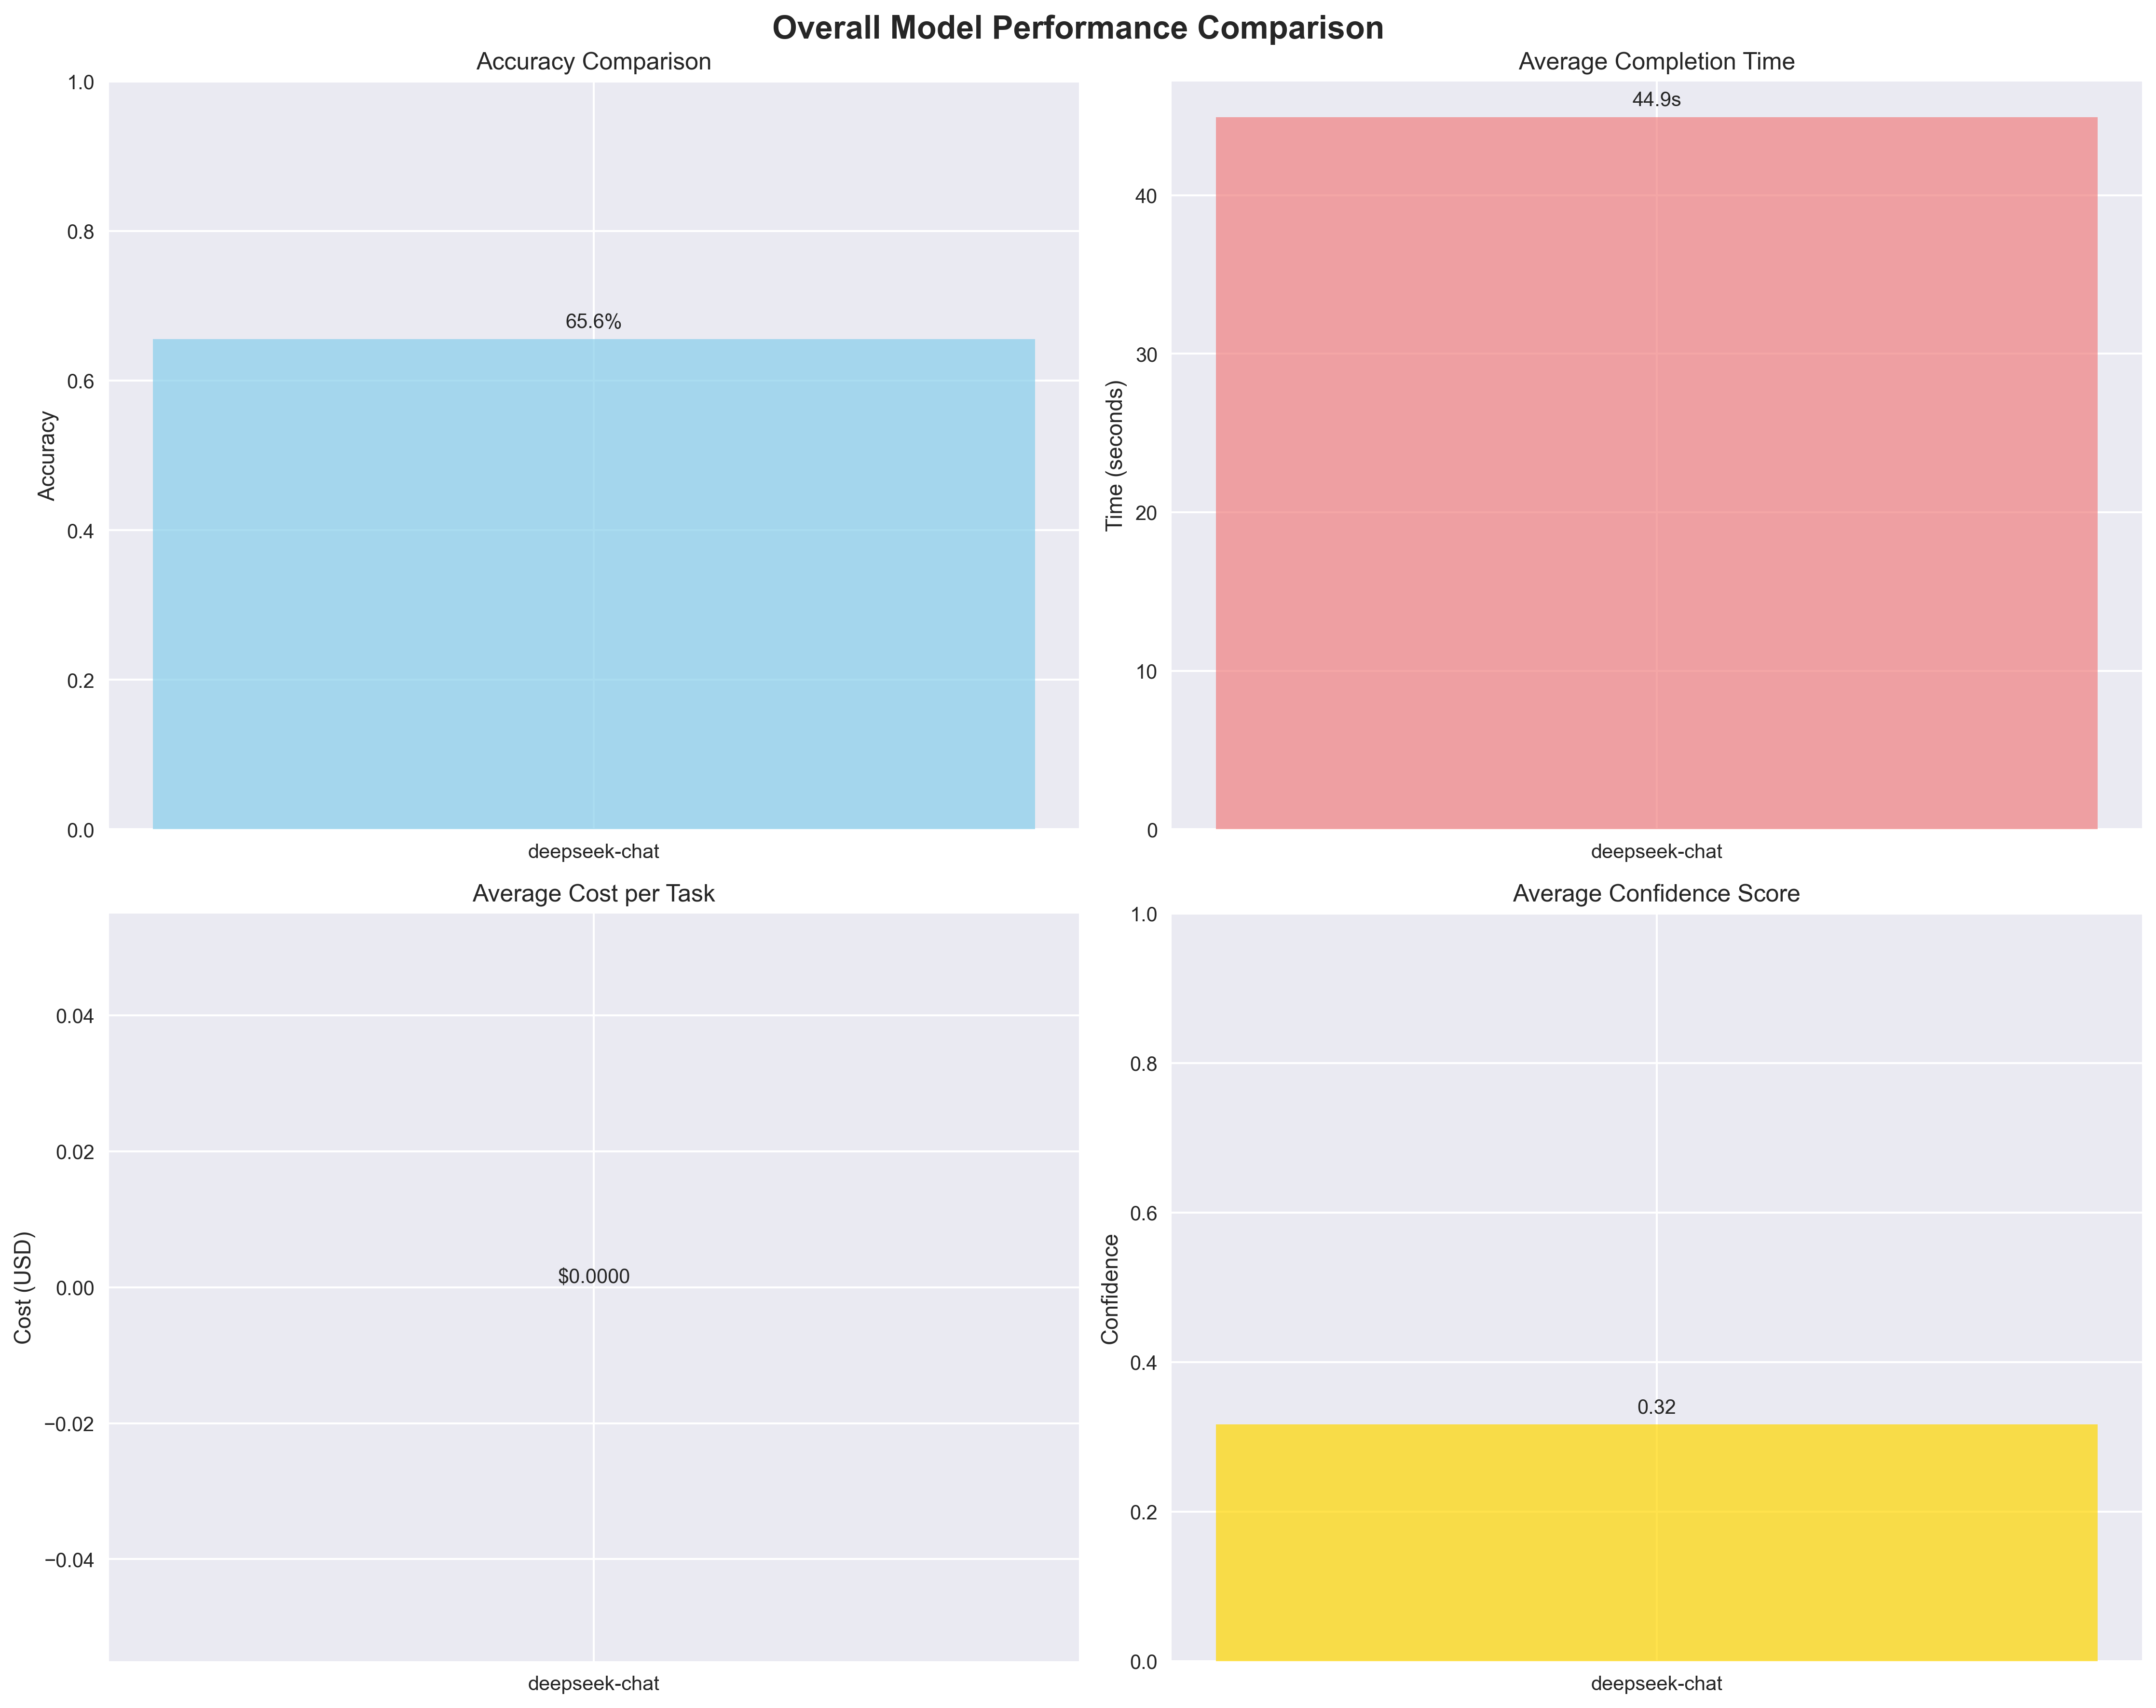 Overall Model Performance Comparison
Accuracy Comparison
1.0
0.8
0.6
0.4
0.2
0.0
Accuracy
65.6%
deepseek-chat
Average Completion Time
44.9s
40
30
20
10
0
Time (seconds)
deepseek-chat
Average Cost per Task
0.04
0.02
0.00
−0.02
−0.04
Cost (USD)
$0.0000
deepseek-chat
Average Confidence Score
1.0
0.8
0.6
0.4
0.2
0.0
Confidence
0.32
deepseek-chat